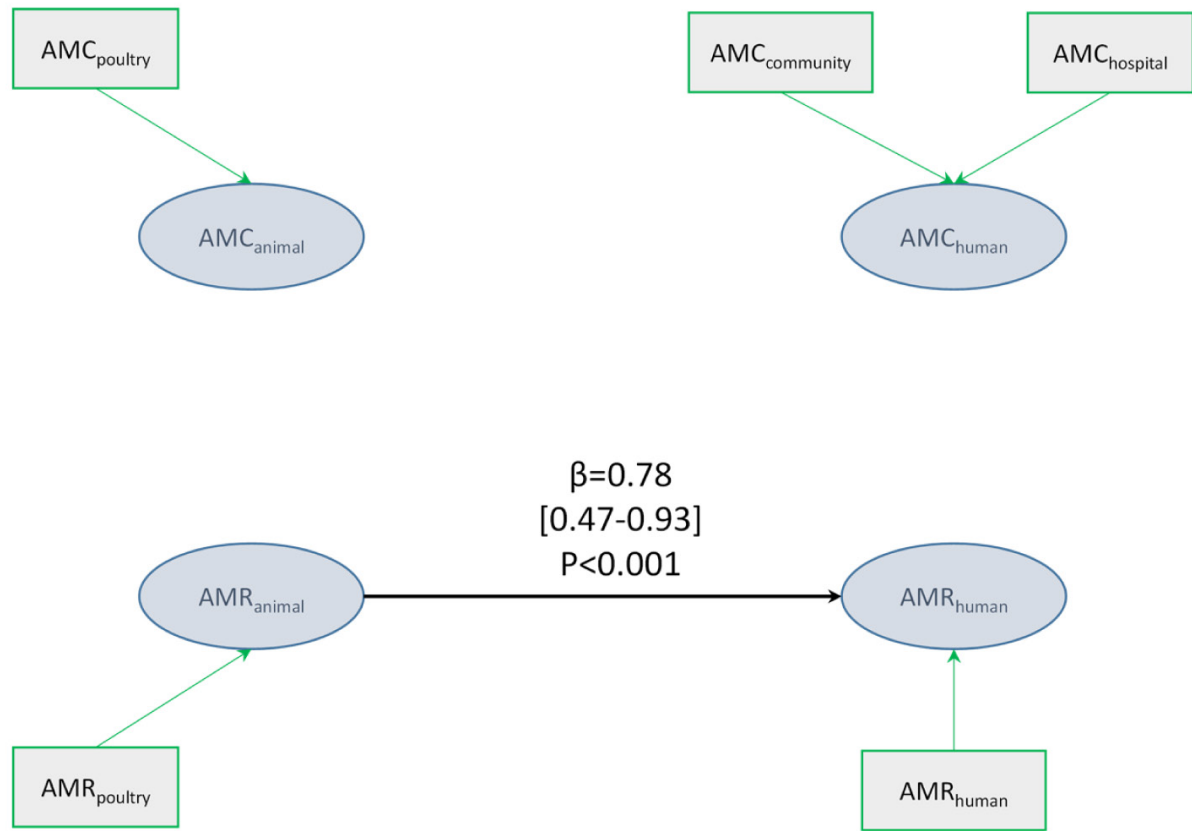 AMCpoultry
AMCcommunity
AMChospital
AMCanimal
AMChuman
β=0.78
[0.47-0.93]
P<0.001
AMRanimal
AMRhuman
AMRpoultry
AMRhuman